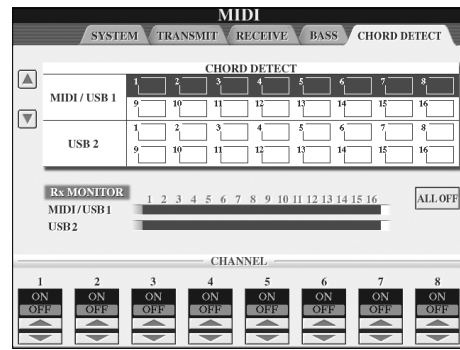 MIDI
SYSTEM TRANSMIT RECEIVE BASS CHORD DETECT
CHORD DETECT
MIDI / USB 1
1 2 3 4 5 6 7 8
9 10 11 12 13 14 15 16
USB 2
1 2 3 4 5 6 7 8
9 10 11 12 13 14 15 16
Rx MONITOR
1 2 3 4 5 6 7 8 9 10 11 12 13 14 15 16
ALL OFF
MIDI / USB 1
USB 2
CHANNEL
1 2 3 4 5 6 7 8
ON ON ON ON ON ON ON ON
OFF OFF OFF OFF OFF OFF OFF OFF